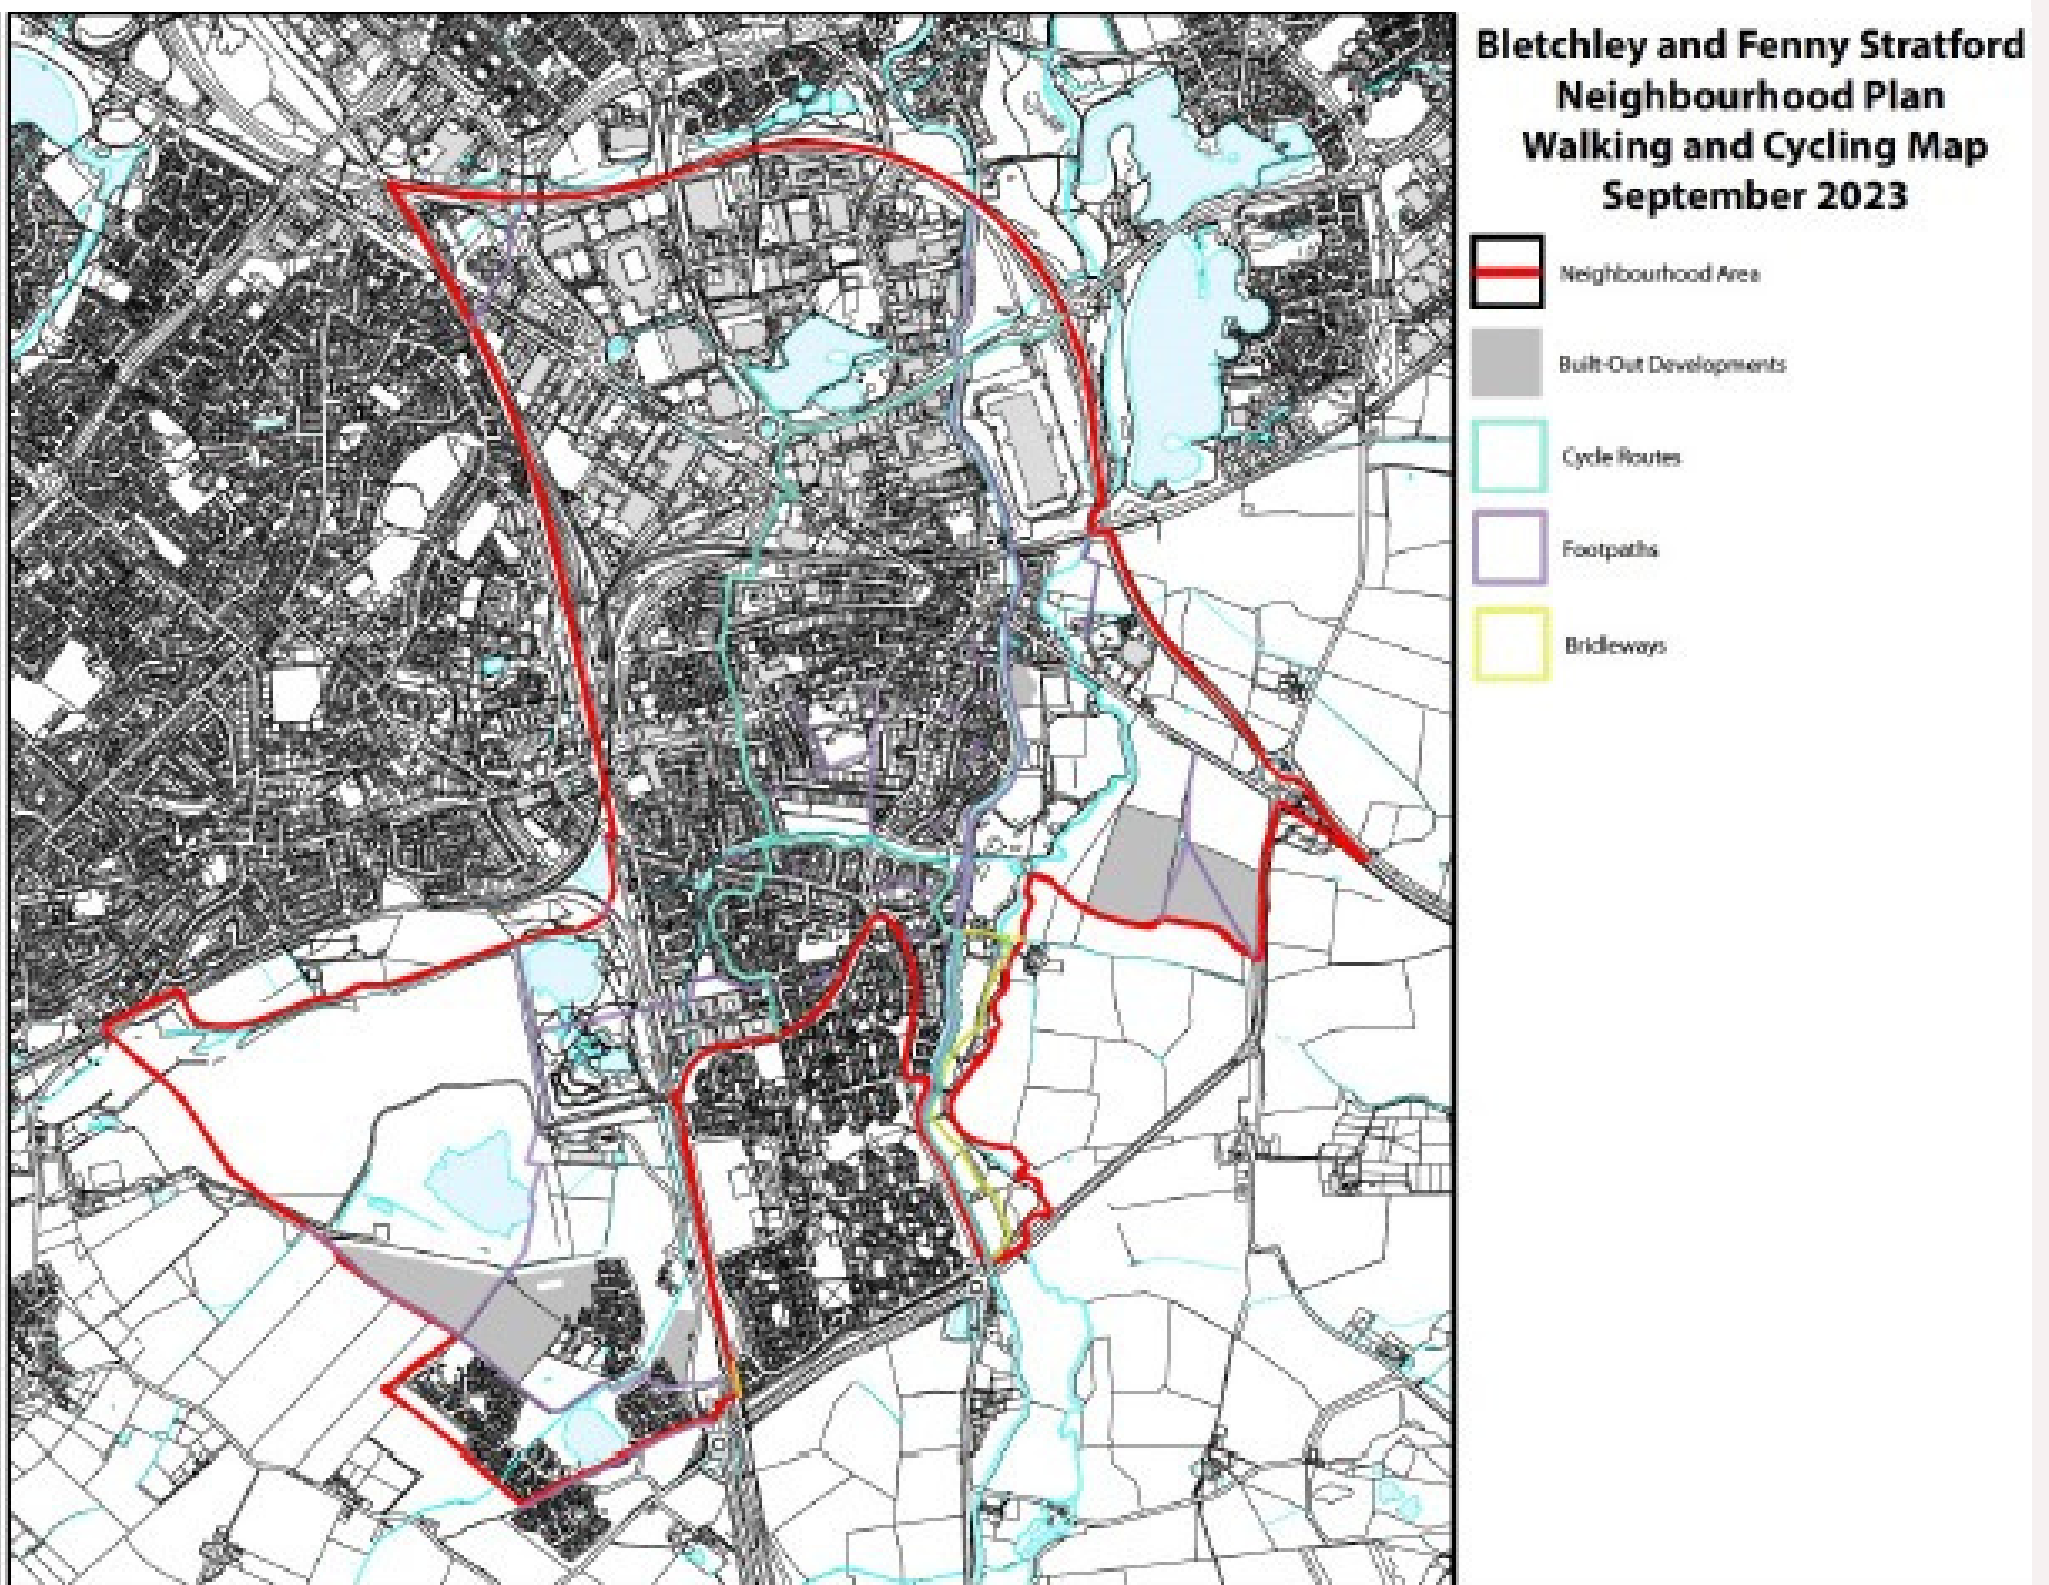 Bletchley and Fenny Stratford
Neighbourhood Plan
Walking and Cycling Map
September 2023
Neighbourhood Area
Built-Out Developments
Cycle Routes
Footpaths
Bridleways